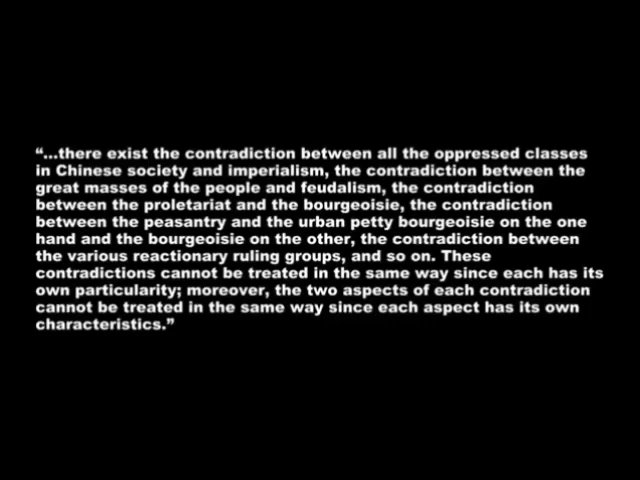 “...there exist the contradiction between all the oppressed classes
in Chinese society and imperialism, the contradiction between the
great masses of the people and feudalism, the contradiction
between the proletariat and the bourgeoisie, the contradiction
between the peasantry and the urban petty bourgeoisie on the one
hand and the bourgeoisie on the other, the contradiction between
the various reactionary ruling groups, and so on. These
contradictions cannot be treated in the same way since each has its
own particularity; moreover, the two aspects of each contradiction
cannot be treated in the same way since each aspect has its own
characteristics.”